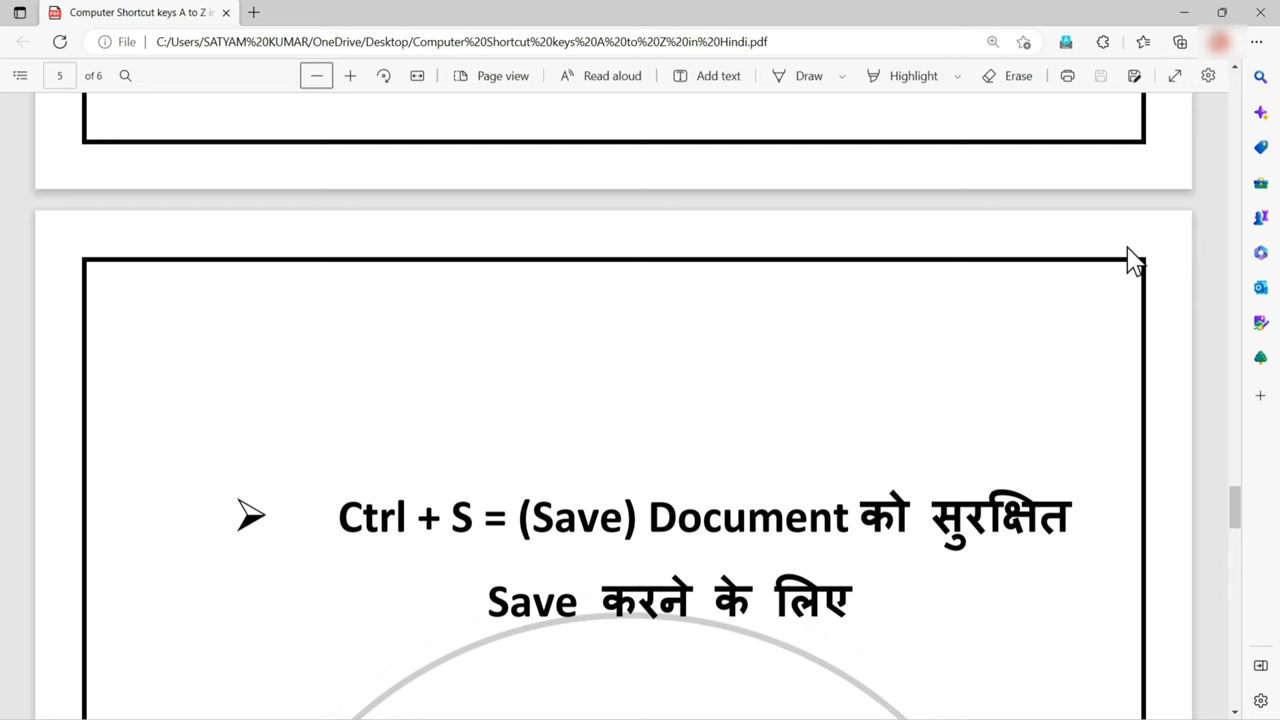 Computer Shortcut keys A to Z i
File
C:/Users/SATYAM%20KUMAR/OneDrive/Desktop/Computer%20Shortcut%20keys%20A%20to%20Z%20in%20Hindi.pdf
5 of 6
Page view
Read aloud
Add text
Draw
Highlight
Erase
➢ Ctrl + S = (Save) Document को सुरक्षित
Save करने के लिए